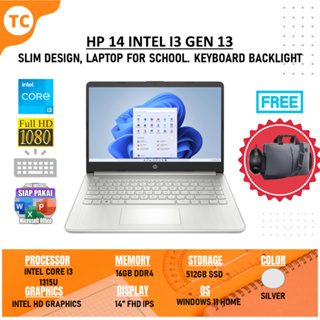 TC
HP 14 INTEL I3 GEN 13
SLIM DESIGN, LAPTOP FOR SCHOOL. KEYBOARD BACKLIGHT
intel
CORE i3
Full HD
1080
SIAP PAKAI
Microsoft Office
FREE
PROCESSOR
INTEL CORE I3
1315U
MEMORY
16GB DDR4
STORAGE
512GB SSD
COLOR
SILVER
GRAPHICS
INTEL HD GRAPHICS
DISPLAY
14" FHD IPS
OS
WINDOWS 11 HOME